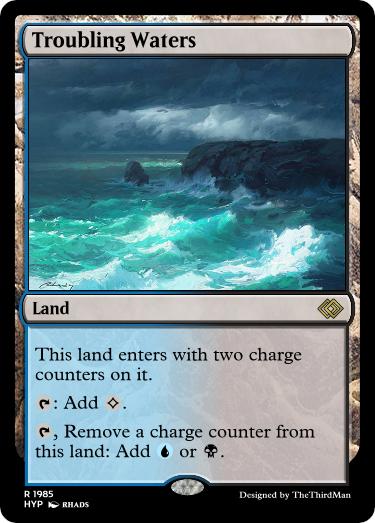 Troubling Waters
Land
This land enters with two charge
counters on it.
: Add .
, Remove a charge counter from
this land: Add or .
R 1985
HYP RHADS
Designed by TheThirdMan